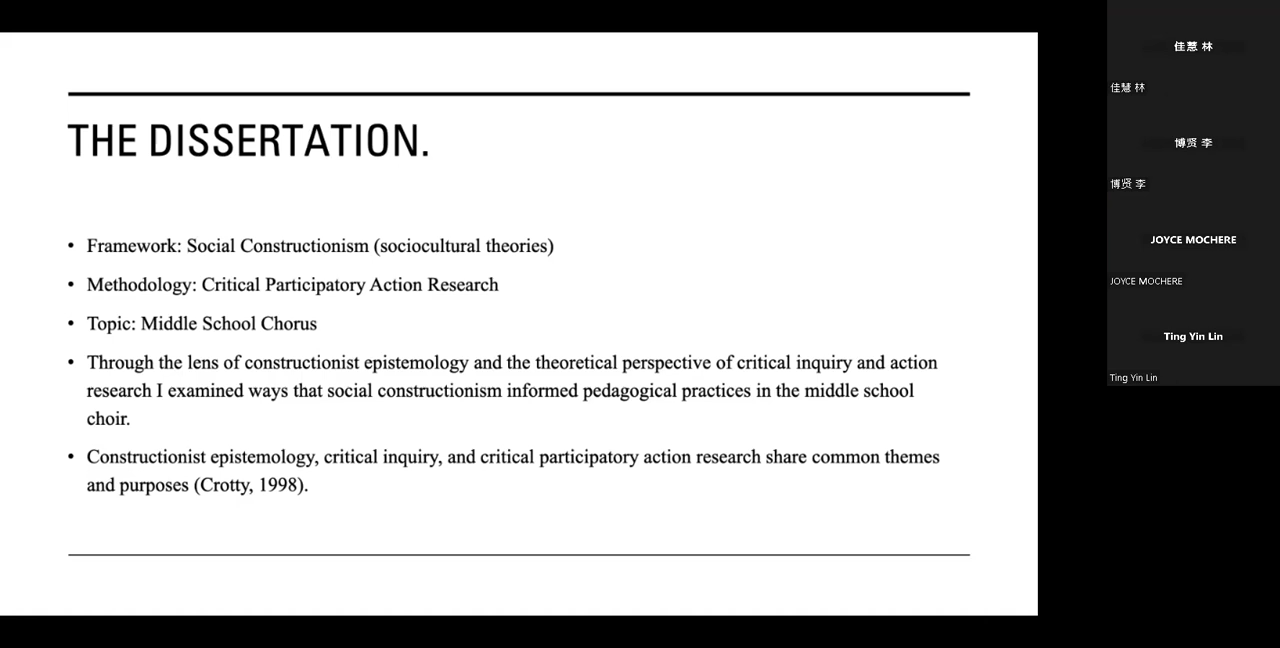 THE DISSERTATION.
• Framework: Social Constructionism (sociocultural theories)
• Methodology: Critical Participatory Action Research
• Topic: Middle School Chorus
• Through the lens of constructionist epistemology and the theoretical perspective of critical inquiry and action
research I examined ways that social constructionism informed pedagogical practices in the middle school
choir.
• Constructionist epistemology, critical inquiry, and critical participatory action research share common themes
and purposes (Crotty, 1998).
佳慧 林
佳慧 林
博贤 李
博贤 李
JOYCE MOCHERE
JOYCE MOCHERE
Ting Yin Lin
Ting Yin Lin